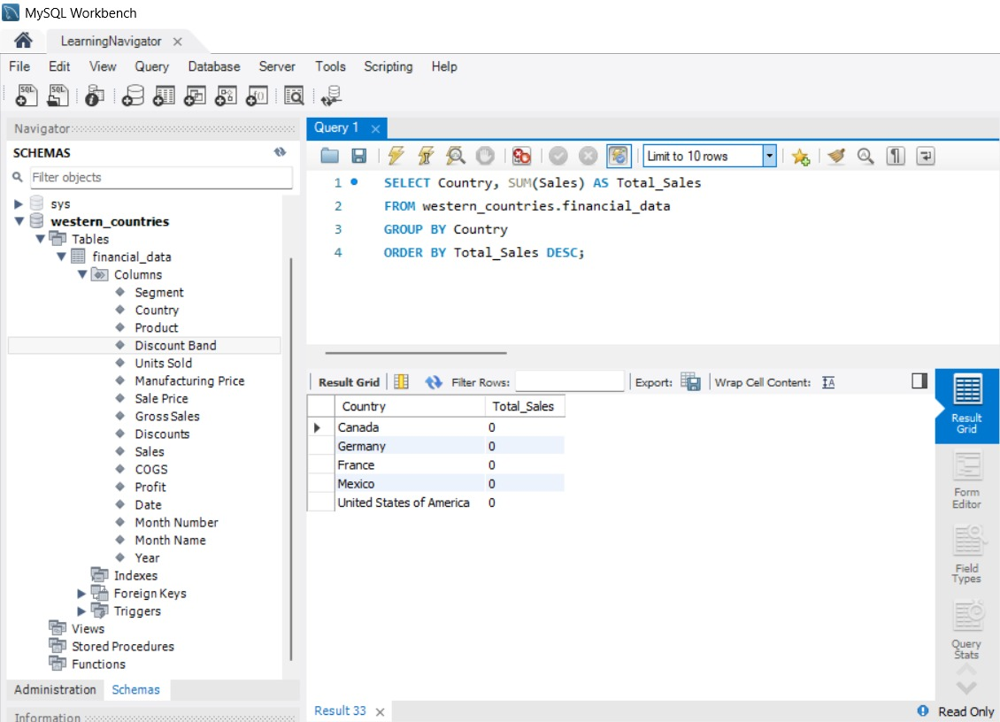 MySQL Workbench
LearningNavigator
File Edit View Query Database Server Tools Scripting Help
SQL SQL
Navigator
SCHEMAS
Filter objects
sys
western_countries
Tables
financial_data
Columns
Segment
Country
Product
Discount Band
Units Sold
Manufacturing Price
Sale Price
Gross Sales
Discounts
Sales
COGS
Profit
Date
Month Number
Month Name
Year
Indexes
Foreign Keys
Triggers
Views
Stored Procedures
Functions
Administration Schemas
Information
Query 1
Limit to 10 rows
1 SELECT Country, SUM(Sales) AS Total_Sales
2 FROM western_countries.financial_data
3 GROUP BY Country
4 ORDER BY Total_Sales DESC;
Result Grid Filter Rows: Export: Wrap Cell Content:
Country Total_Sales
Canada 0
Germany 0
France 0
Mexico 0
United States of America 0
Result
Grid
Form
Editor
Field
Types
Query
Stats
Result 33
Read Only